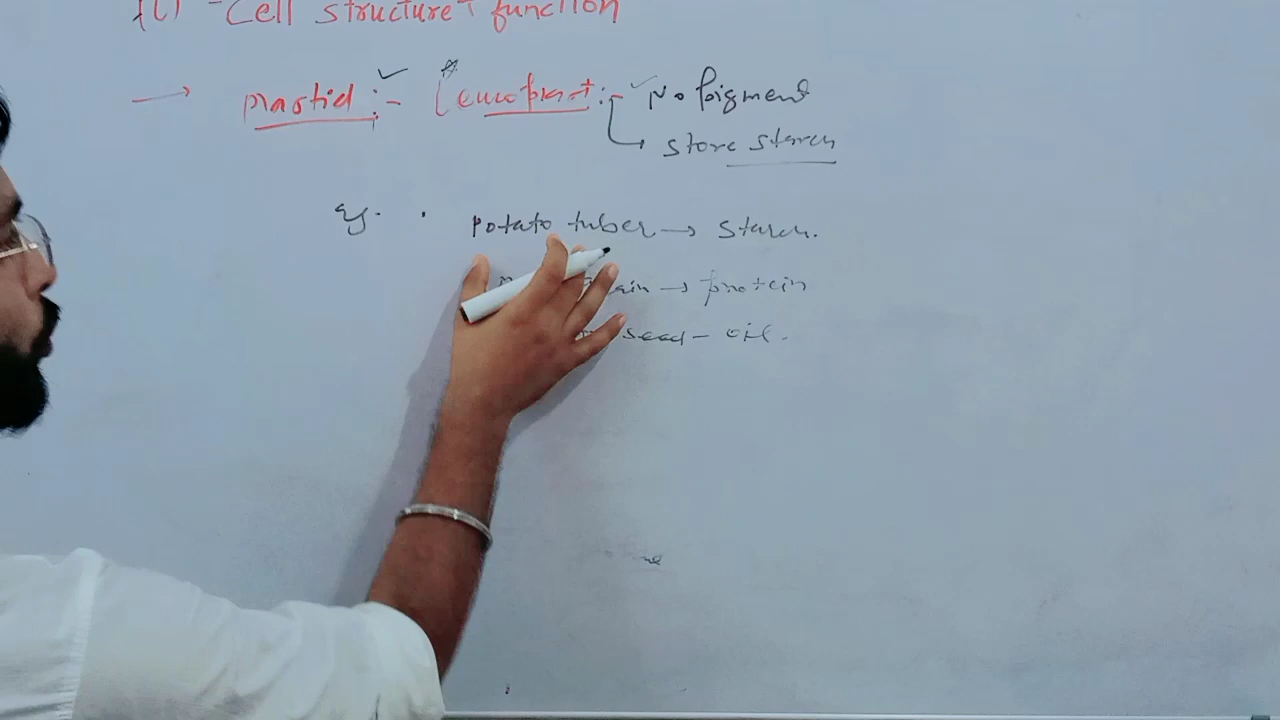 Cell structure + function
→ plastid :- Leucoplast :- ✓ No pigment
↳ store starch
eg. · potato tuber → starch.
→ protein
seed - oil.